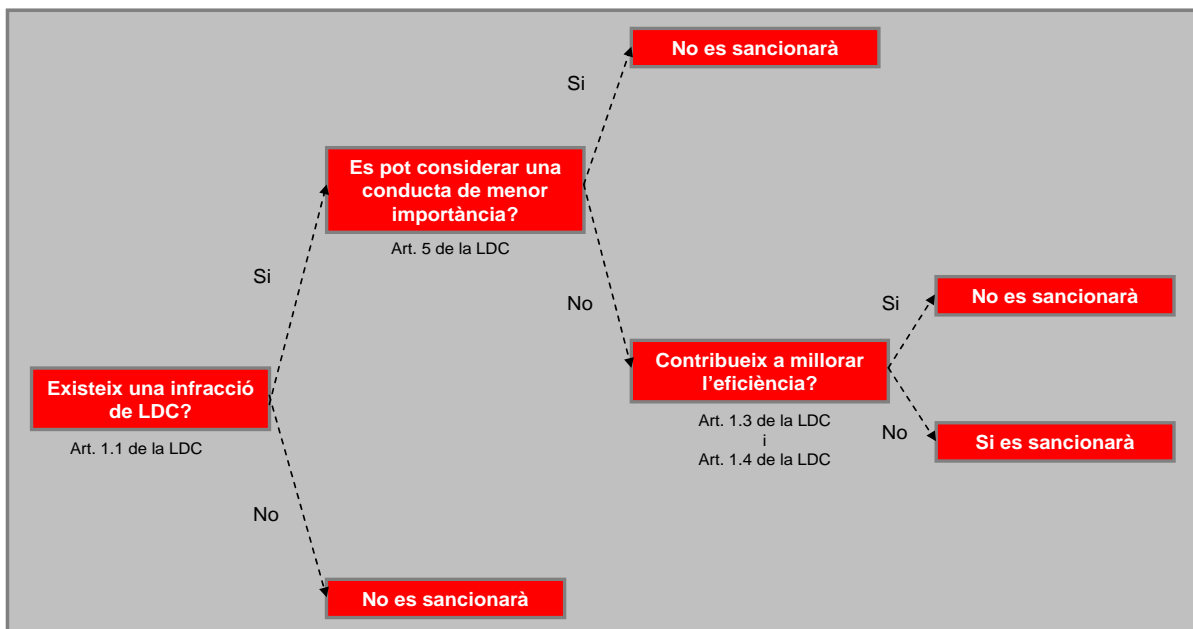 No es sancionarà
Si
Es pot considerar una
conducta de menor
importància?
Art. 5 de la LDC
Si
No
No es sancionarà
Si
Contribueix a millorar
l’eficiència?
Existeix una infracció
de LDC?
Art. 1.1 de la LDC
Art. 1.3 de la LDC
i
Art. 1.4 de la LDC
No
Si es sancionarà
No
No es sancionarà